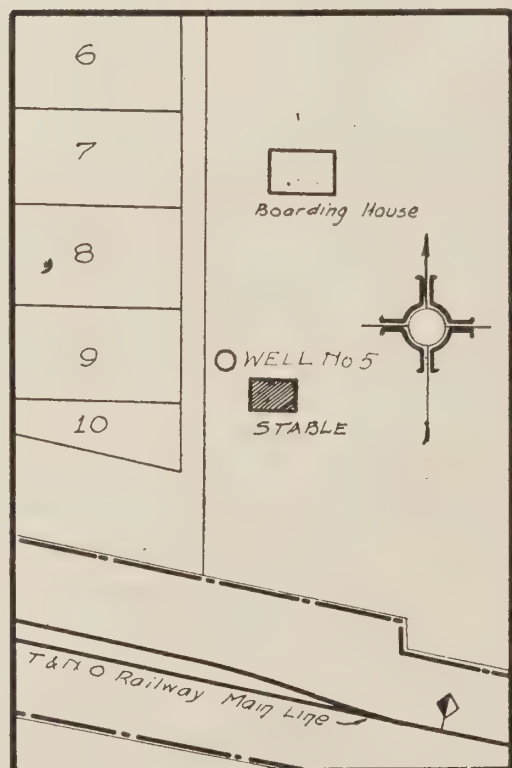 6
7
Boarding House
8
9
WELL No 5
10
STABLE
T & N O Railway Main Line